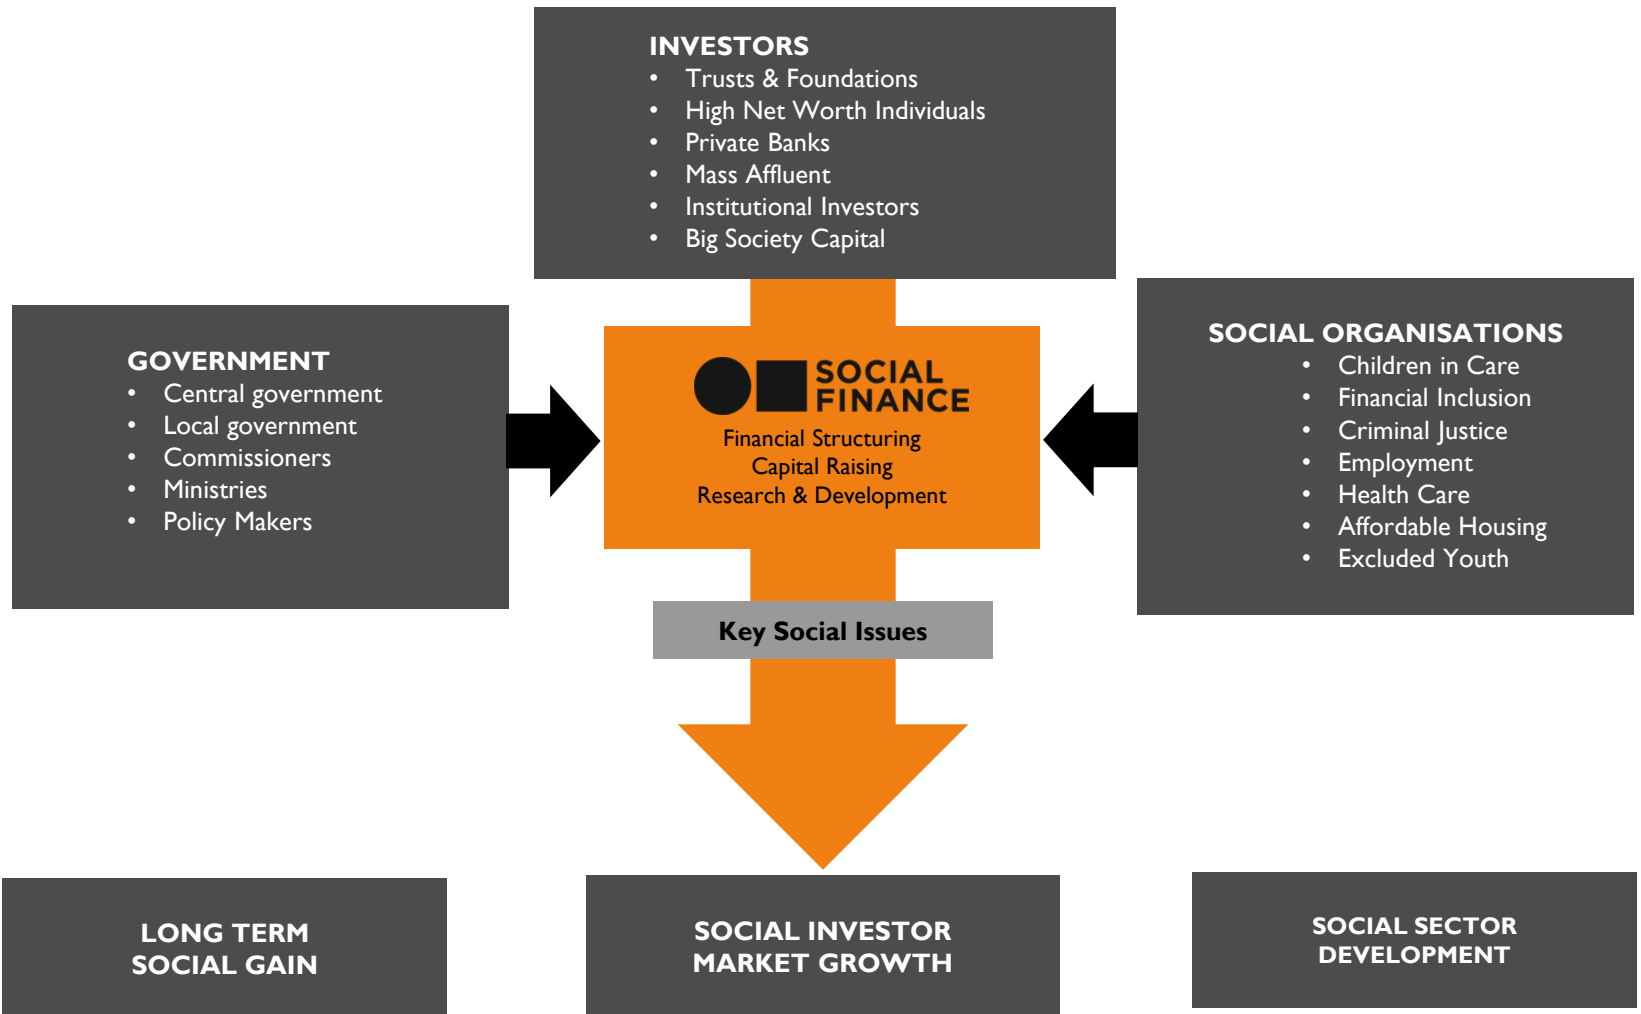 INVESTORS
• Trusts & Foundations
• High Net Worth Individuals
• Private Banks
• Mass Affluent
• Institutional Investors
• Big Society Capital
GOVERNMENT
• Central government
• Local government
• Commissioners
• Ministries
• Policy Makers
SOCIAL
FINANCE
Financial Structuring
Capital Raising
Research & Development
SOCIAL ORGANISATIONS
• Children in Care
• Financial Inclusion
• Criminal Justice
• Employment
• Health Care
• Affordable Housing
• Excluded Youth
Key Social Issues
LONG TERM
SOCIAL GAIN
SOCIAL INVESTOR
MARKET GROWTH
SOCIAL SECTOR
DEVELOPMENT